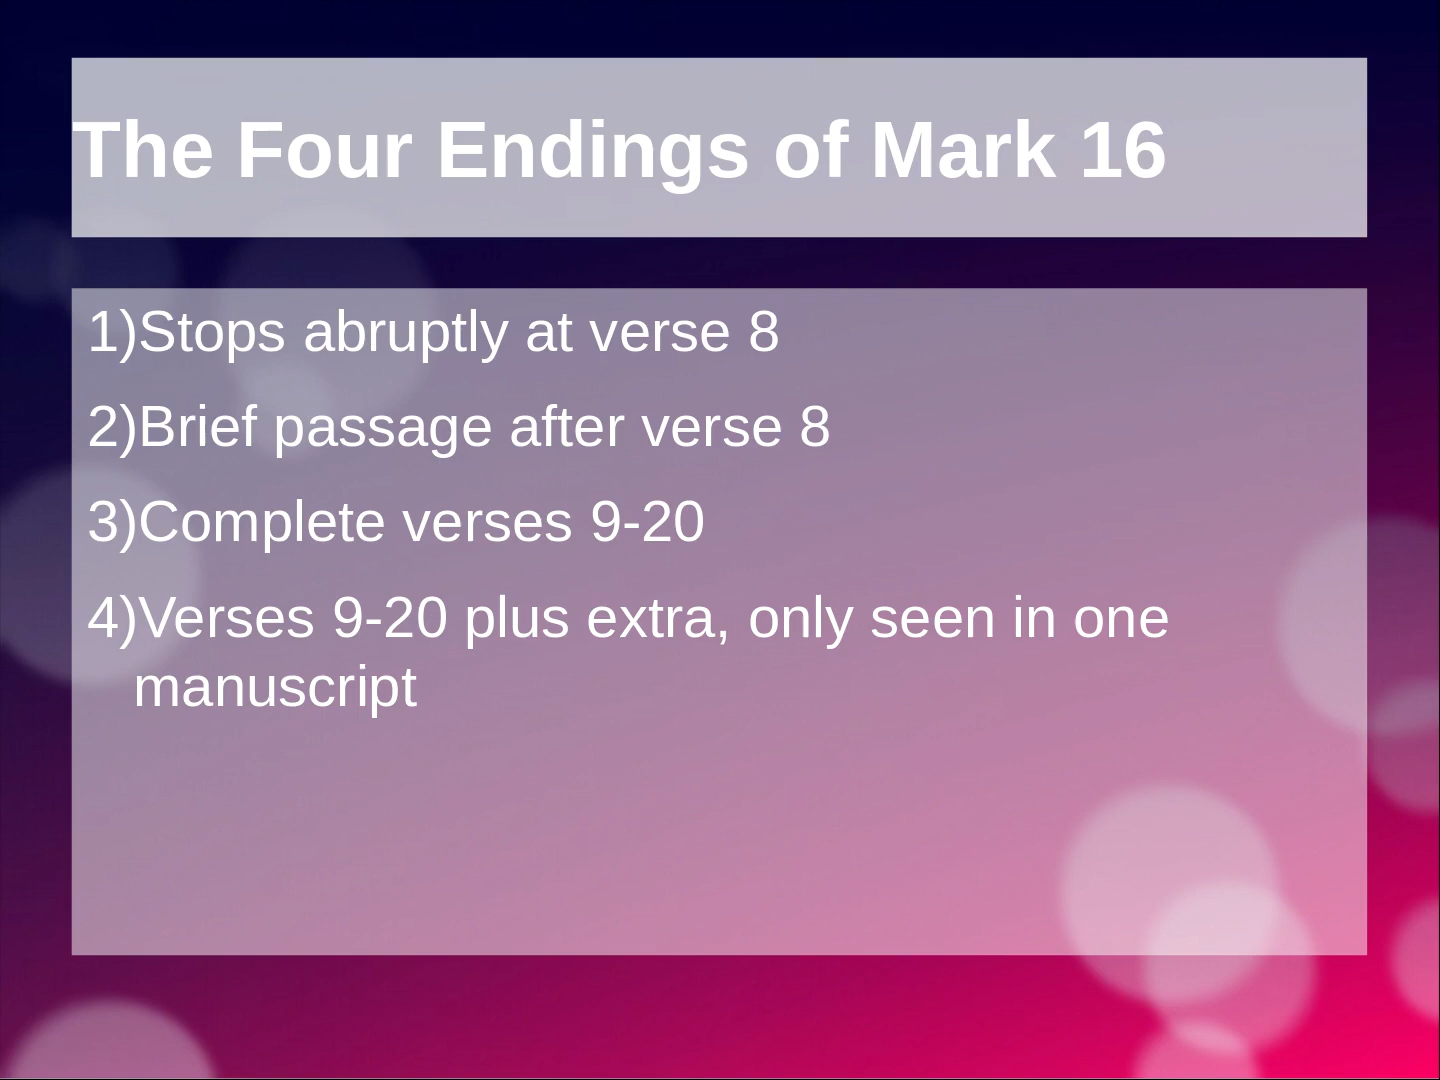 The Four Endings of Mark 16
1)Stops abruptly at verse 8
2)Brief passage after verse 8
3)Complete verses 9-20
4)Verses 9-20 plus extra, only seen in one
manuscript